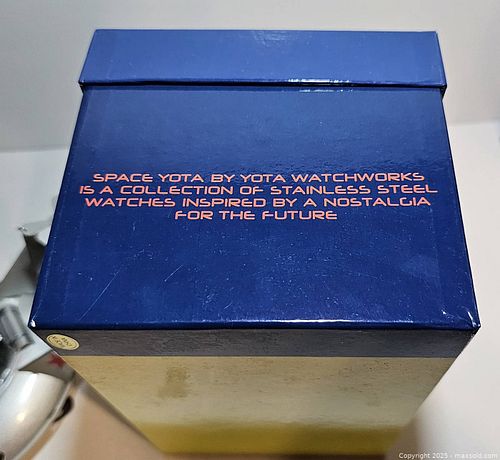 SPACE YOTA BY YOTA WATCHWORKS
IS A COLLECTION OF STAINLESS STEEL
WATCHES INSPIRED BY A NOSTALGIA
FOR THE FUTURE
Copyright 2025 - maxsold.com